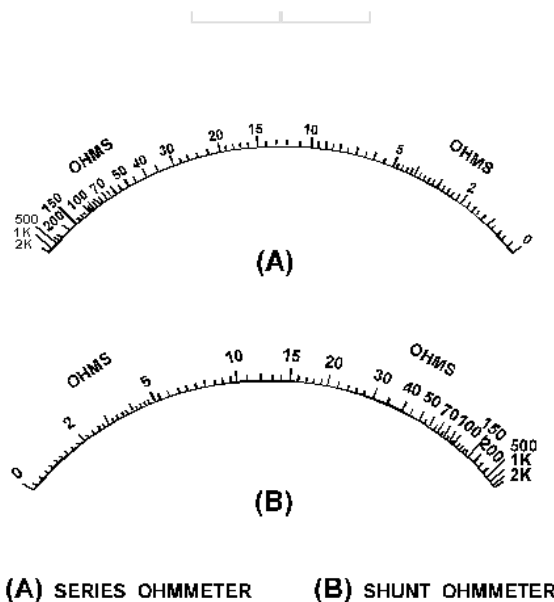 OHMS OHMS
500 1K 2K 150 200 100 70 50 40 30 20 15 10 5 2 0
(A)
OHMS OHMS
0 2 5 10 15 20 30 40 50 70 100 150 200 500 1K 2K
(B)
(A) SERIES OHMMETER (B) SHUNT OHMMETER